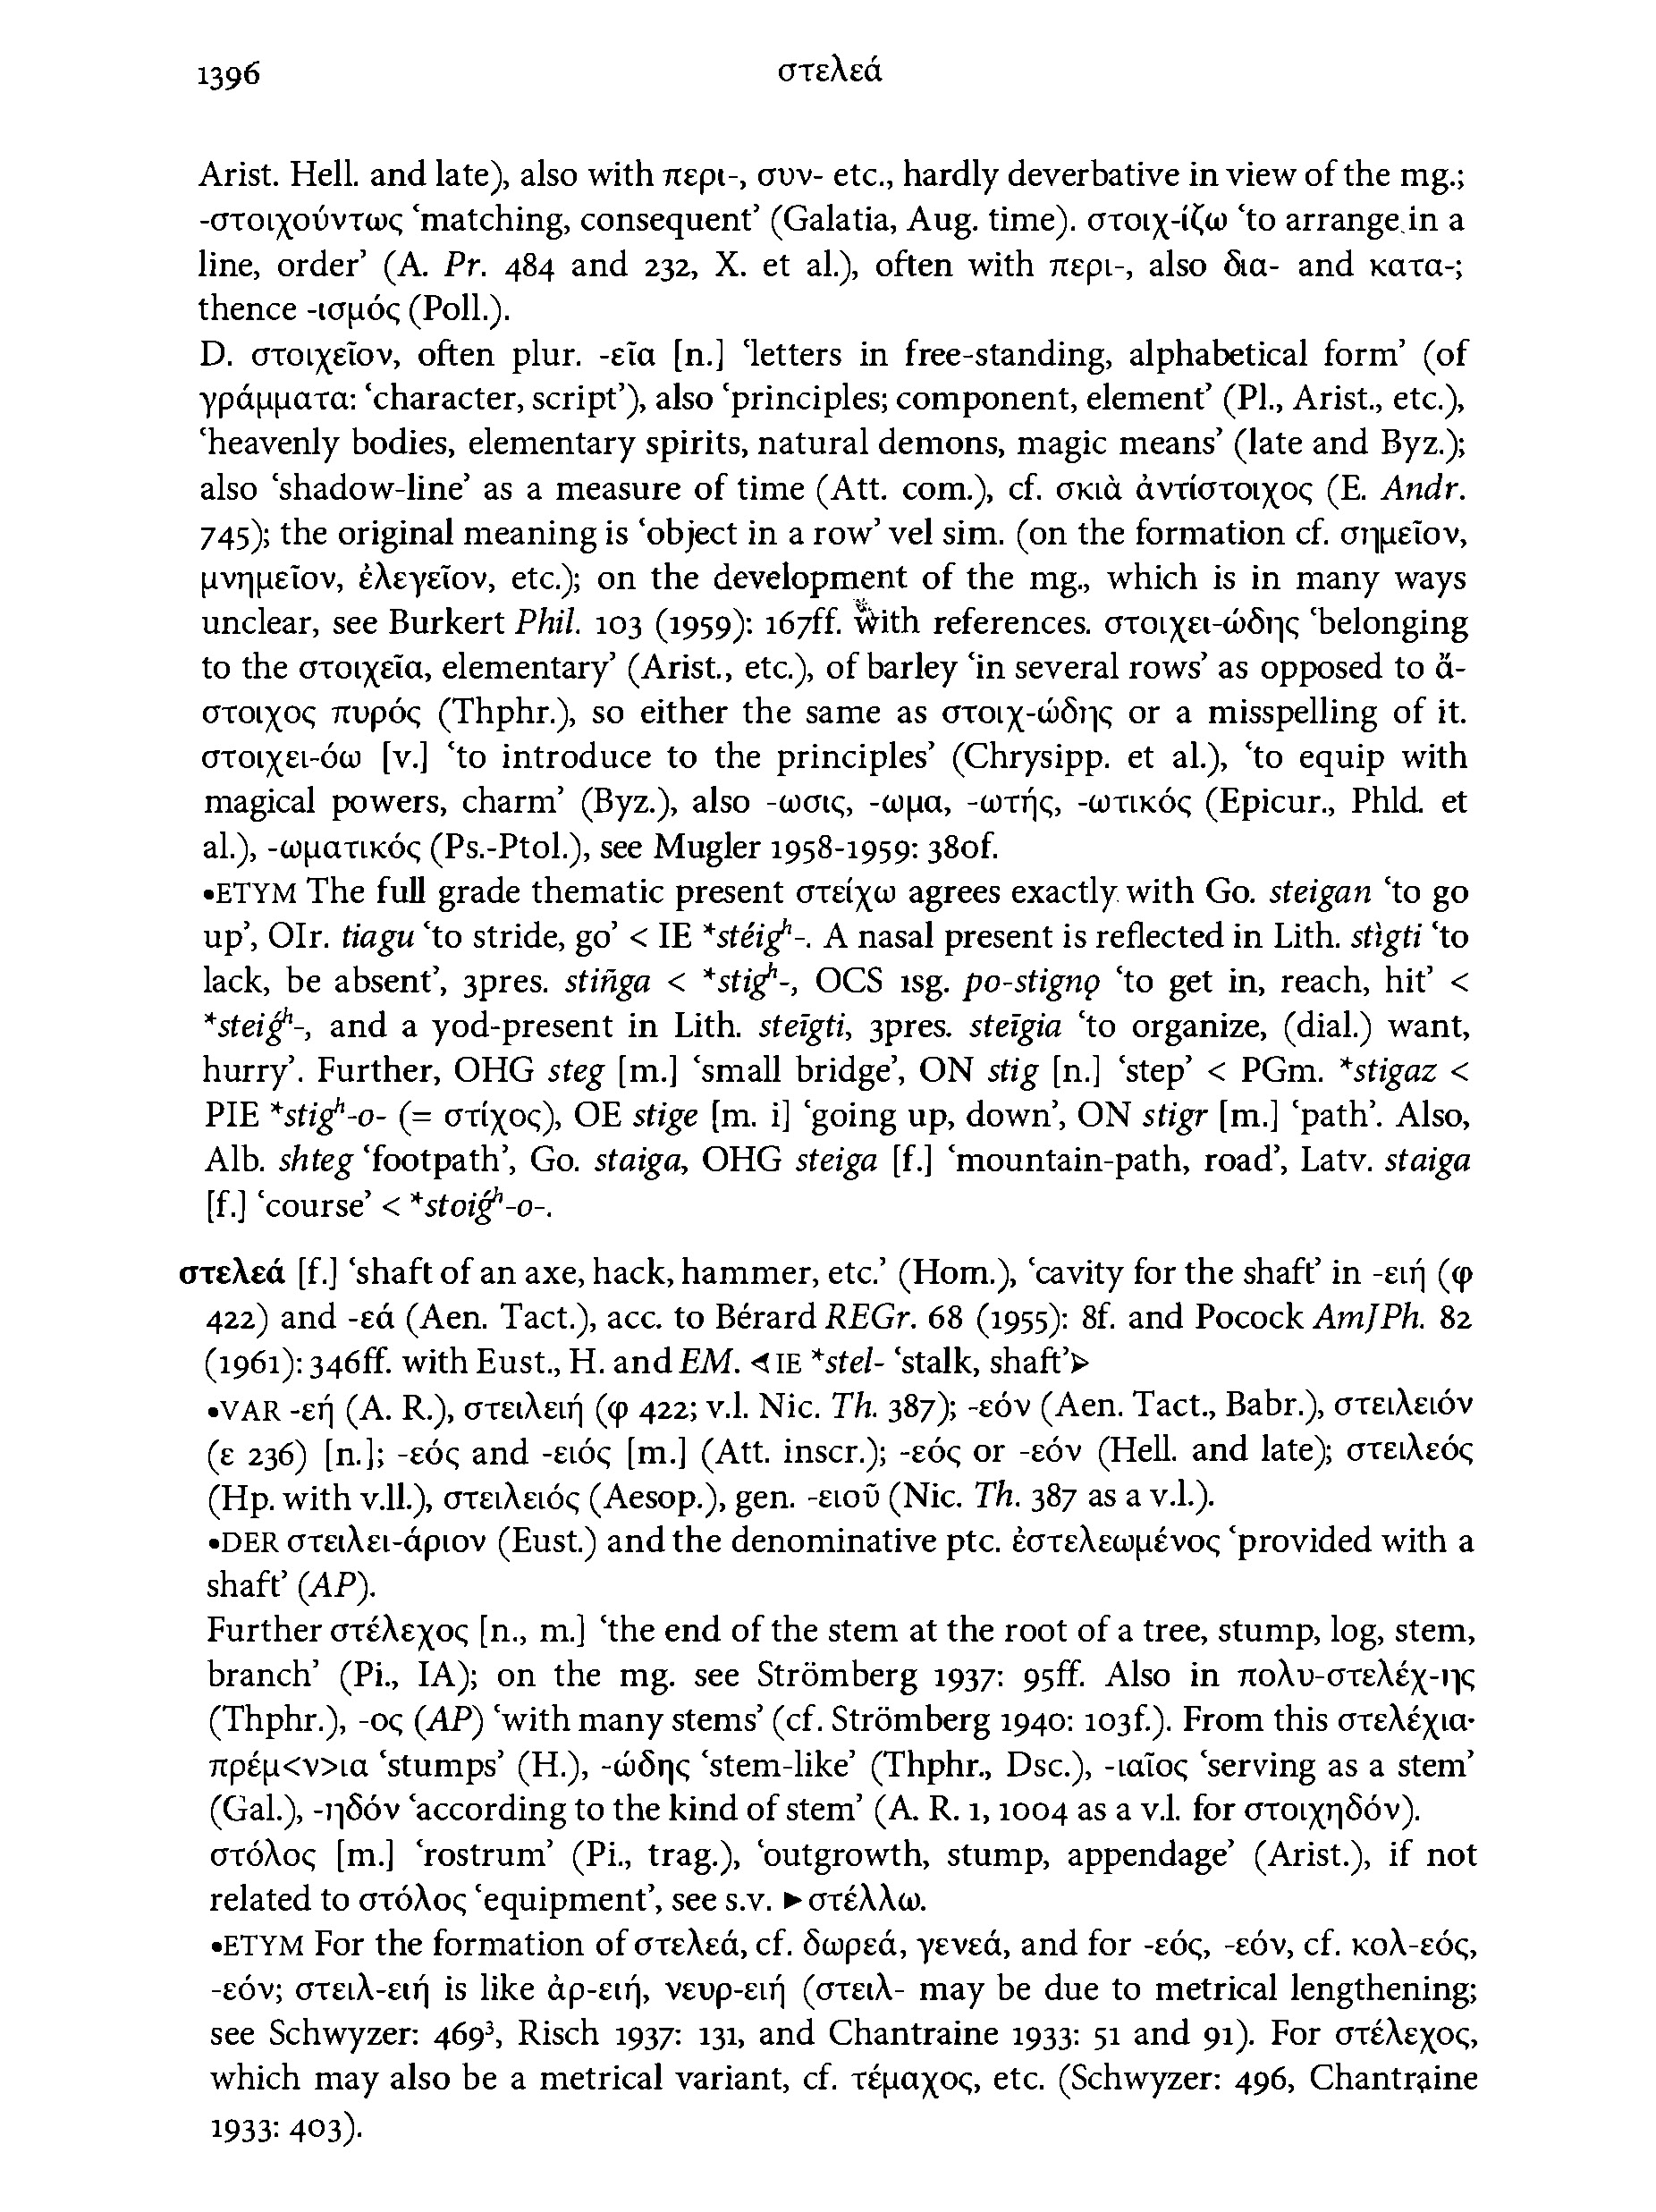 1396 στελεά
Arist. Hell. and late), also with περι-, συν- etc., hardly deverbative in view of the mg.;
-στοιχούντως ‘matching, consequent’ (Galatia, Aug. time). στοιχ-ίζω ‘to arrange in a
line, order’ (A. Pr. 484 and 232, X. et al.), often with περι-, also δια- and κατα-;
thence -ισμός (Poll.).
D. στοιχεῖον, often plur. -εῖα [n.] ‘letters in free-standing, alphabetical form’ (of
γράμματα: ‘character, script’), also ‘principles; component, element’ (Pl., Arist., etc.),
‘heavenly bodies, elementary spirits, natural demons, magic means’ (late and Byz.);
also ‘shadow-line’ as a measure of time (Att. com.), cf. σκιὰ ἀντίστοιχος (E. Andr.
745); the original meaning is ‘object in a row’ vel sim. (on the formation cf. σημεῖον,
μνημεῖον, ἐλεγεῖον, etc.); on the development of the mg., which is in many ways
unclear, see Burkert Phil. 103 (1959): 167ff. with references. στοιχει-ώδης ‘belonging
to the στοιχεῖα, elementary’ (Arist., etc.), of barley ‘in several rows’ as opposed to ἄ-
στοιχος πυρός (Thphr.), so either the same as στοιχ-ώδης or a misspelling of it.
στοιχει-όω [v.] ‘to introduce to the principles’ (Chrysipp. et al.), ‘to equip with
magical powers, charm’ (Byz.), also -ωσις, -ωμα, -ωτής, -ωτικός (Epicur., Phld. et
al.), -ωματικός (Ps.-Ptol.), see Mugler 1958-1959: 380f.
•ETYM The full grade thematic present στείχω agrees exactly with Go. steigan ‘to go
up’, OIr. tiagu ‘to stride, go’ < IE *stéigʰ-. A nasal present is reflected in Lith. stìgti ‘to
lack, be absent’, 3pres. stiñga < *stigʰ-, OCS 1sg. po-stignǫ ‘to get in, reach, hit’ <
*steiǵʰ-, and a yod-present in Lith. steĩgti, 3pres. steĩgia ‘to organize, (dial.) want,
hurry’. Further, OHG steg [m.] ‘small bridge’, ON stig [n.] ‘step’ < PGm. *stigaz <
PIE *stigʰ-o- (= στίχος), OE stige [m. i] ‘going up, down’, ON stigr [m.] ‘path’. Also,
Alb. shteg ‘footpath’, Go. staiga, OHG steiga [f.] ‘mountain-path, road’, Latv. staiga
[f.] ‘course’ < *stoiǵʰ-o-.
στελεά [f.] ‘shaft of an axe, hack, hammer, etc.’ (Hom.), ‘cavity for the shaft’ in -ειή (φ
422) and -εά (Aen. Tact.), acc. to Bérard REGr. 68 (1955): 8f. and Pocock AmJPh. 82
(1961): 346ff. with Eust., H. and EM. ⊲ IE *stel- ‘stalk, shaft’⊳
•VAR -εή (A. R.), στειλειή (φ 422; v.l. Nic. Th. 387); -εόν (Aen. Tact., Babr.), στειλειόν
(ε 236) [n.]; -εός and -ειός [m.] (Att. inscr.); -εός or -εόν (Hell. and late); στειλεός
(Hp. with v.ll.), στειλειός (Aesop.), gen. -ειοῦ (Nic. Th. 387 as a v.l.).
•DER στειλει-άριον (Eust.) and the denominative ptc. ἐστελεωμένος ‘provided with a
shaft’ (AP).
Further στέλεχος [n., m.] ‘the end of the stem at the root of a tree, stump, log, stem,
branch’ (Pi., IA); on the mg. see Strömberg 1937: 95ff. Also in πολυ-στελέχ-ης
(Thphr.), -ος (AP) ‘with many stems’ (cf. Strömberg 1940: 103f.). From this στελέχια·
πρέμ<ν>ια ‘stumps’ (H.), -ώδης ‘stem-like’ (Thphr., Dsc.), -ιαῖος ‘serving as a stem’
(Gal.), -ηδόν ‘according to the kind of stem’ (A. R. 1, 1004 as a v.l. for στοιχηδόν).
στόλος [m.] ‘rostrum’ (Pi., trag.), ‘outgrowth, stump, appendage’ (Arist.), if not
related to στόλος ‘equipment’, see s.v. ►στέλλω.
•ETYM For the formation of στελεά, cf. δωρεά, γενεά, and for -εός, -εόν, cf. κολ-εός,
-εόν; στειλ-ειή is like ἀρ-ειή, νευρ-ειή (στειλ- may be due to metrical lengthening;
see Schwyzer: 469³, Risch 1937: 131, and Chantraine 1933: 51 and 91). For στέλεχος,
which may also be a metrical variant, cf. τέμαχος, etc. (Schwyzer: 496, Chantraine
1933: 403).